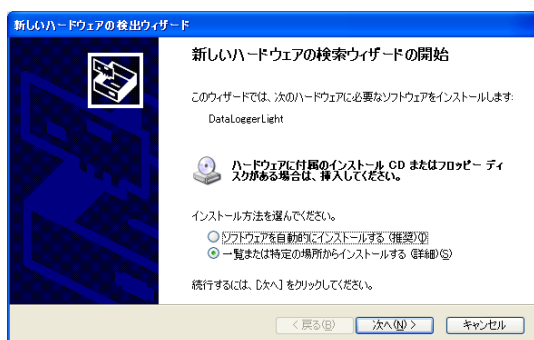 新しいハードウェアの検出ウィザード
新しいハードウェアの検索ウィザードの開始
このウィザードでは、次のハードウェアに必要なソフトウェアをインストールします:
DataLoggerLight
ハードウェアに付属のインストール CD またはフロッピー ディ
スクがある場合は、挿入してください。
インストール方法を選んでください。
ソフトウェアを自動的にインストールする (推奨)(I)
一覧または特定の場所からインストールする (詳細)(S)
続行するには、[次へ] をクリックしてください。
< 戻る(B)
次へ(N) >
キャンセル